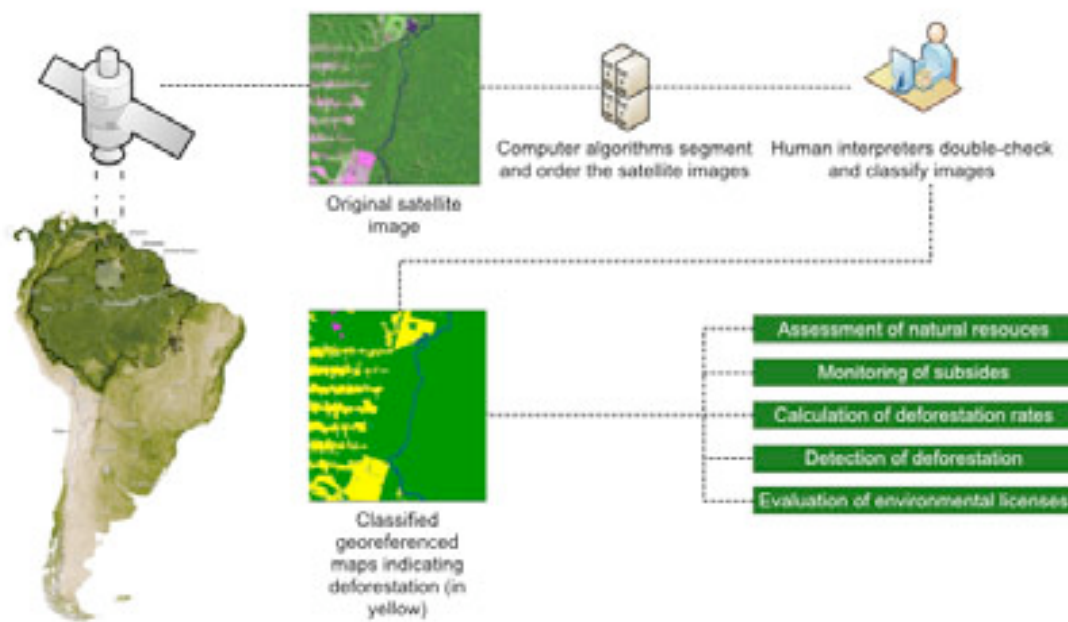 Original satellite
image
Computer algorithms segment
and order the satellite images
Human interpreters double-check
and classify images
Classified
georeferenced
maps indicating
deforestation (in
yellow)
Assessment of natural resouces
Monitoring of subsides
Calculation of deforestation rates
Detection of deforestation
Evaluation of environmental licenses